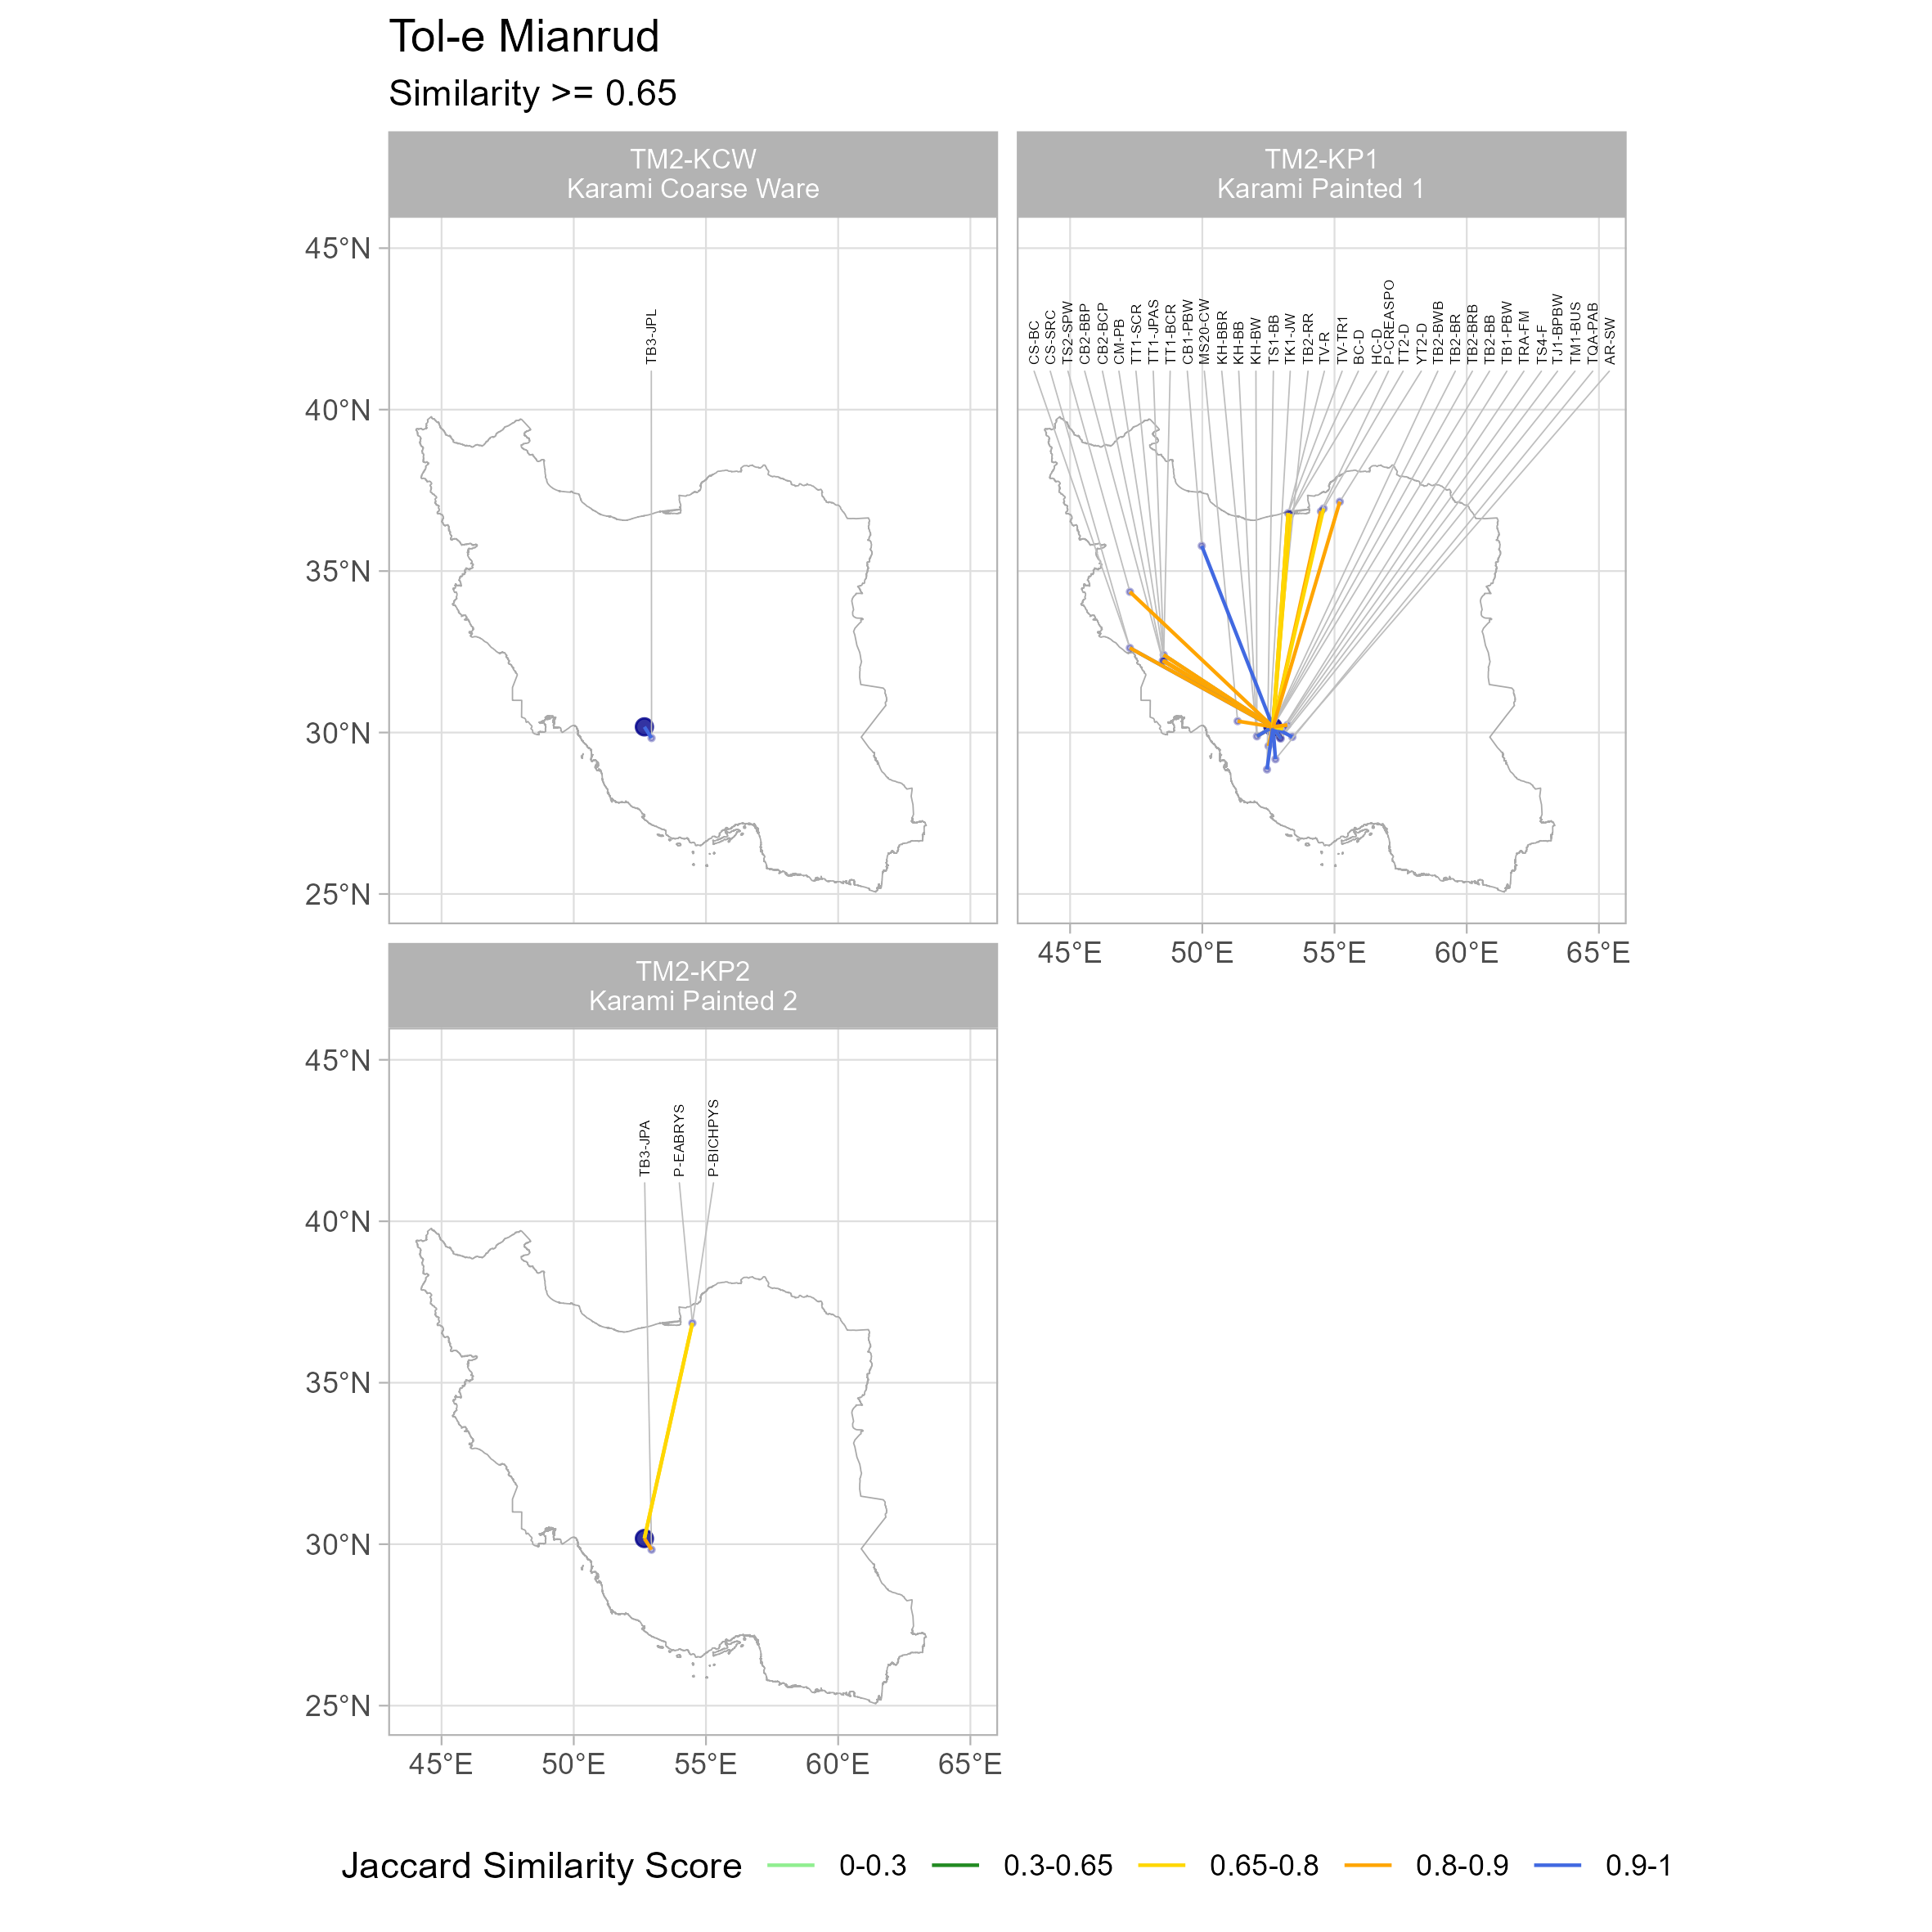 Tol-e Mianrud
Similarity >= 0.65
TM2-KCW
Karami Coarse Ware
TM2-KP1
Karami Painted 1
45°N
40°N
35°N
30°N
25°N
TB3-JPL
CS-BC
CS-SRC
TS2-SPW
CB2-BBP
CB2-BCP
CM-PB
TT1-SCR
TT1-JPAS
TT1-BCR
CB1-PBW
MS20-CW
KH-BBR
KH-BB
KH-BW
TS1-BB
TK1-JW
TB2-RR
TV-R
TV-TR1
BC-D
HC-D
P-CREASPO
TT2-D
YT2-D
TB2-BWB
TB2-BR
TB2-BRB
TB2-BB
TB1-PBW
TRA-FM
TS4-F
TJ1-BPBW
TM1-BUS
TQA-PAB
AR-SW
45°E 50°E 55°E 60°E 65°E
TM2-KP2
Karami Painted 2
45°N
40°N
35°N
30°N
25°N
TB3-JPA
P-EABRYS
P-BICHPYS
45°E 50°E 55°E 60°E 65°E
Jaccard Similarity Score 0-0.3 0.3-0.65 0.65-0.8 0.8-0.9 0.9-1